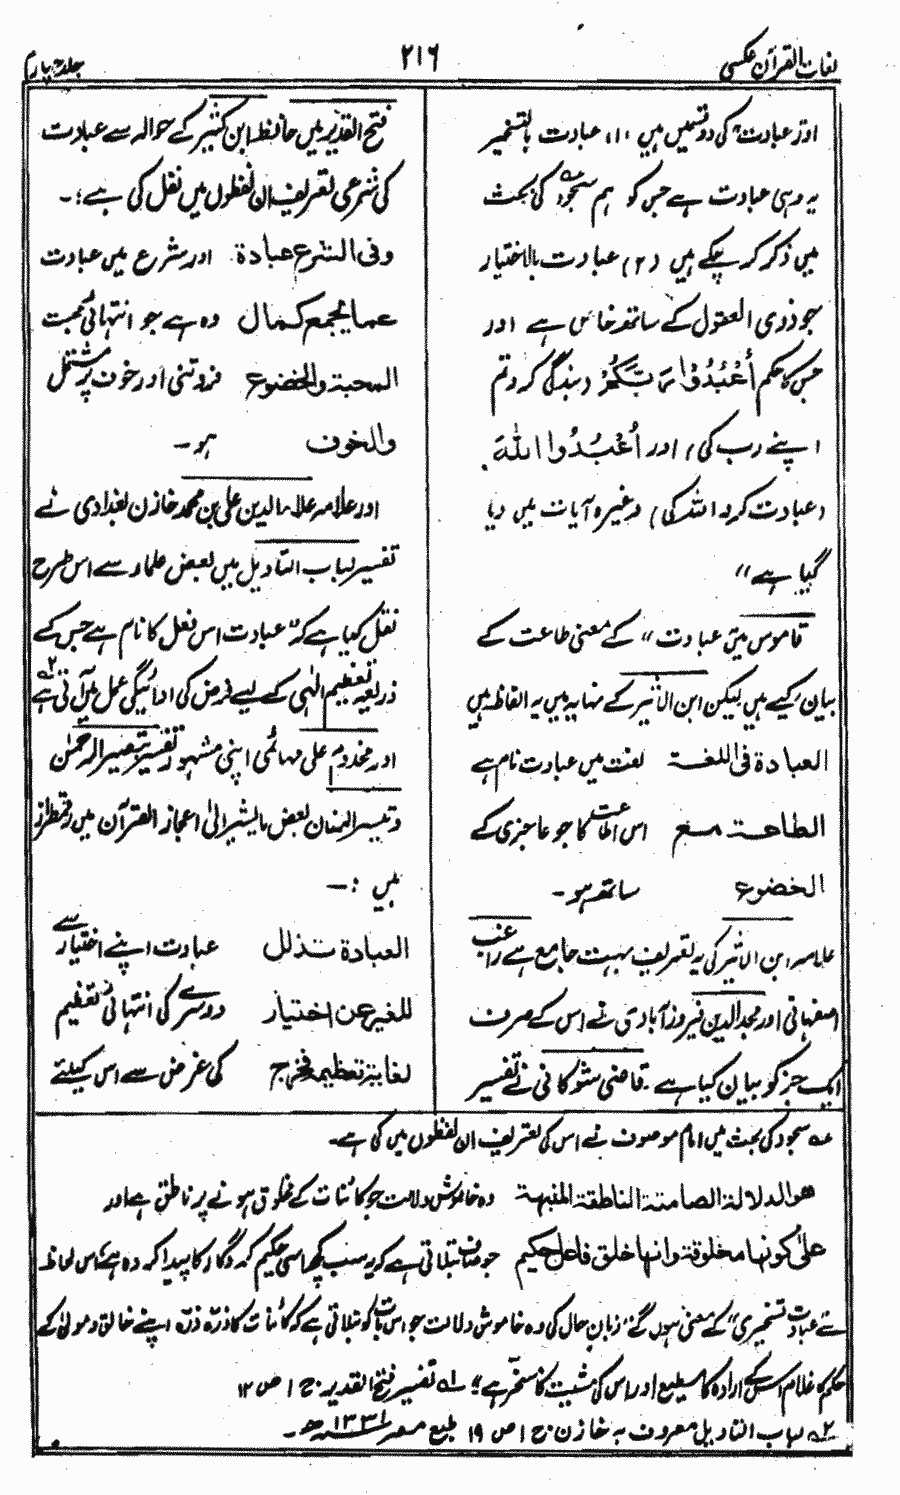 لغات القرآن عکسی
۲۱۶
جلد چہارم
اور عبادت کی دو قسمیں ہیں (۱) عبادت بالتسخیر
یہ وہی عبادت ہے جس کو ہم سجود کی بحث
میں ذکر کر چکے ہیں (۲) عبادت بالاختیار
جو ذوی العقول کے ساتھ خاص ہے اور
جس کا حکم اُعْبُدُوْا رَبَّكُمْ (بندگی کرو تم
اپنے رب کی) اور اُعْبُدُوا اللّٰهَ
(عبادت کرو اللہ کی) وغیرہ آیات میں دیا
گیا ہے"
قاموس میں عبادت" کے معنی طاعت کے
بیان کیے ہیں لیکن ابن الاثیر کے نہایہ میں یہ الفاظ ہیں
العبادة فی اللغة لغت میں عبادت نام ہے
الطاعة مع اس اطاعت کا جو عاجزی کے
الخضوع ساتھ ہو۔
علامہ ابن الاثیر کی یہ تعریف بہت جامع ہے راغب
اصفہانی اور مجد الدین فیروز آبادی نے اس کے صرف
ایک جز کو بیان کیا ہے۔ قاضی شوکانی نے تفسیر
فتح القدیر میں حافظ ابن کثیر کے حوالہ سے عبادت
کی شرعی تعریف ان لفظوں میں نقل کی ہے:۔
وفی الشرع عبادة اور شرع میں عبادت
عما یجمع کمال وہ ہے جو انتہائی محبت
المحبة والخضوع فروتنی اور خوف پر مشتمل
والخوف ہو۔
اور علامہ علاء الدین علی بن محمد خازن بغدادی نے
تفسیر لباب التاویل میں بعض علماء سے اس طرح
نقل کیا ہے کہ "عبادت اس فعل کا نام ہے جس کے
ذریعہ تعظیم الٰہی کے لیے فرض کی ادائیگی عمل میں آتی ہے ۲
اور مخدوم علی مہائمی اپنی مشہور تفسیر تبصیر الرحمٰن
وتیسیر المنان بعض ما یشیر الیٰ اعجاز القرآن میں رقمطراز
ہیں :۔
العبادة تذلل عبادت اپنے اختیار سے
للغیر عن اختیار دوسرے کی انتہائی تعظیم
لغایة تعظیمه فخرج کی غرض سے اس کیلئے
عہ سجود کی بحث میں امام موصوف نے اس کی تعریف ان لفظوں میں کی ہے۔
هو الدلالة الصامتة الناطقة المنبهة وہ خاموش دلالت جو کائنات کے مخلوق ہونے پر ناطق ہے اور
علیٰ کونها مخلوقة وانها خلق فاعل حکیم جو صاف بتلاتی ہے کہ یہ سب کچھ اسی حکیم کردگار کا پیدا کردہ ہے، اس لحاظ
سے عبادت تسخیری" کے معنی ہوں گے "زبان حال کی وہ خاموش دلالت جو اس بات کو بتلاتی ہے کہ کائنات کا ذرّہ ذرّہ اپنے خالق و مولیٰ کے
حکم کا غلام اس کے ارادہ کا مطیع اور اس کی مشیت کا مسخر ہے"؛ ۱ے تفسیر فتح القدیر۔ ج ۱ ص ۱۲
۲ے لباب التاویل معروف بہ خازن ج ۱ ص ۱۹ طبع مصر ۱۳۳۱ھ۔